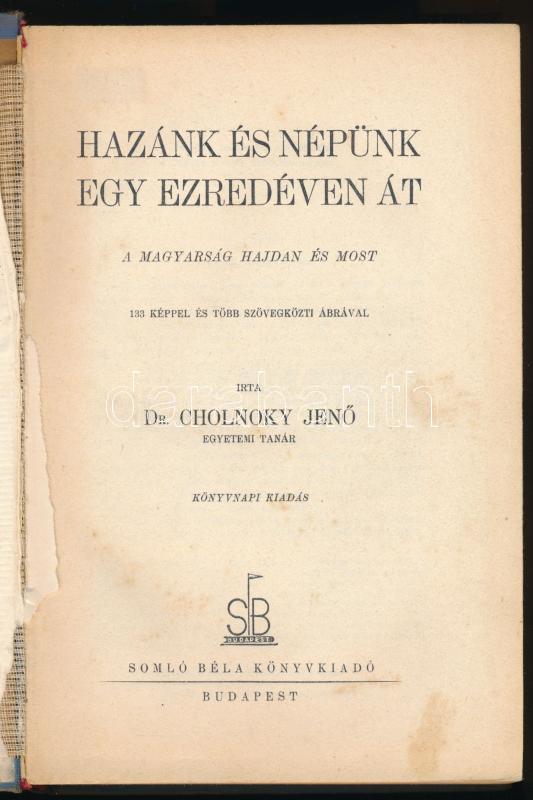 HAZÁNK ÉS NÉPÜNK
EGY EZREDÉVEN ÁT
A MAGYARSÁG HAJDAN ÉS MOST
133 KÉPPEL ÉS TÖBB SZÖVEGKÖZTI ÁBRÁVAL
IRTA
darabanth
DR. CHOLNOKY JENŐ
EGYETEMI TANÁR
KÖNYVNAPI KIADÁS
SB
BUDAPEST
SOMLÓ BÉLA KÖNYVKIADÓ
BUDAPEST